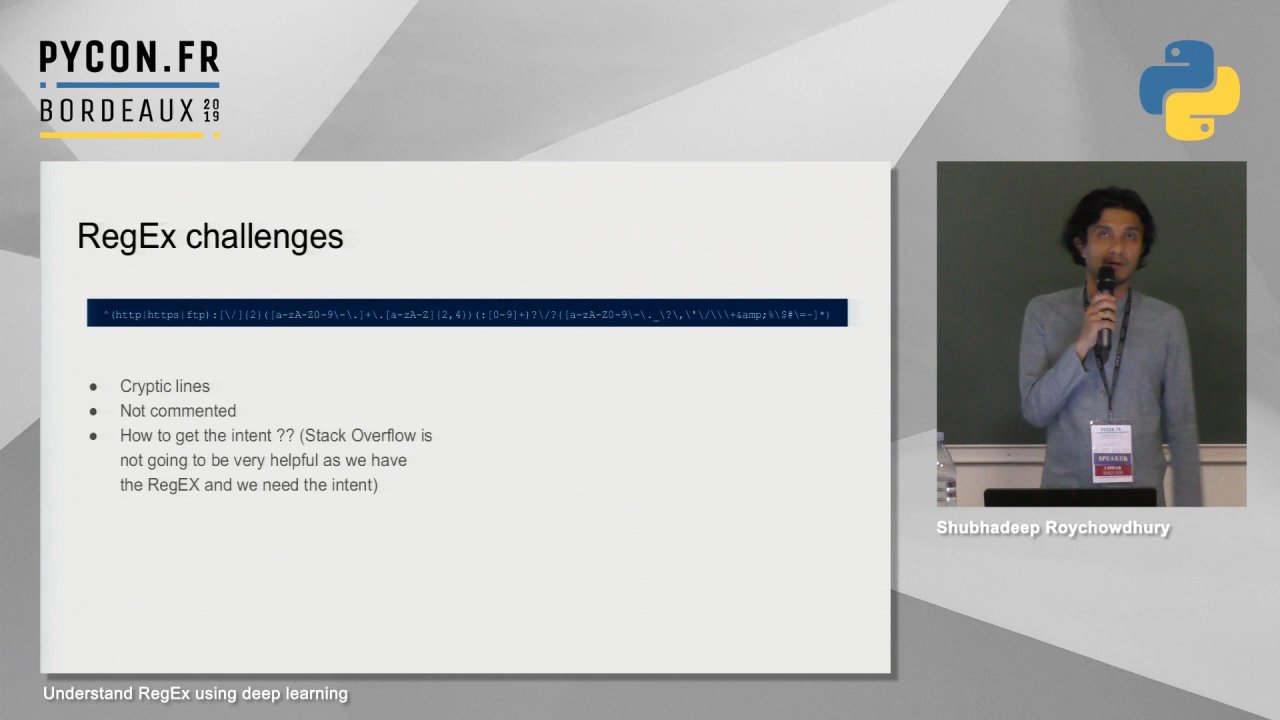 PYCON.FR
BORDEAUX 2019
RegEx challenges
^(http|https|ftp):[\/]{2}([a-zA-Z0-9\-\.]+\.[a-zA-Z]{2,4})(:[0-9]+)?\/?([a-zA-Z0-9\-\._\?\,\'\/\\\+&amp;%\$#\=~]*)
● Cryptic lines
● Not commented
● How to get the intent ?? (Stack Overflow is
not going to be very helpful as we have
the RegEX and we need the intent)
PYCON.FR
SPEAKER
Shubhadeep Roychowdhury
Understand RegEx using deep learning